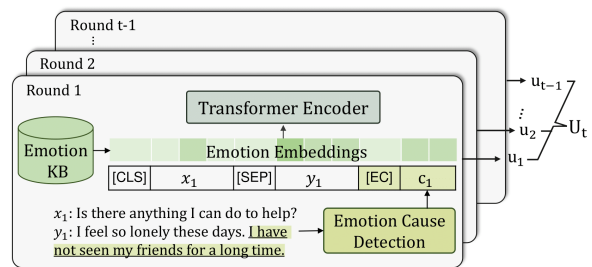 Round t-1
⋮
Round 2
Round 1
Transformer Encoder
Emotion KB
Emotion Embeddings
[CLS] x₁ [SEP] y₁ [EC] c₁
x₁: Is there anything I can do to help?
y₁: I feel so lonely these days. I have
not seen my friends for a long time.
Emotion Cause
Detection
u₍t₋₁₎
⋮
u₂
u₁
Uₜ